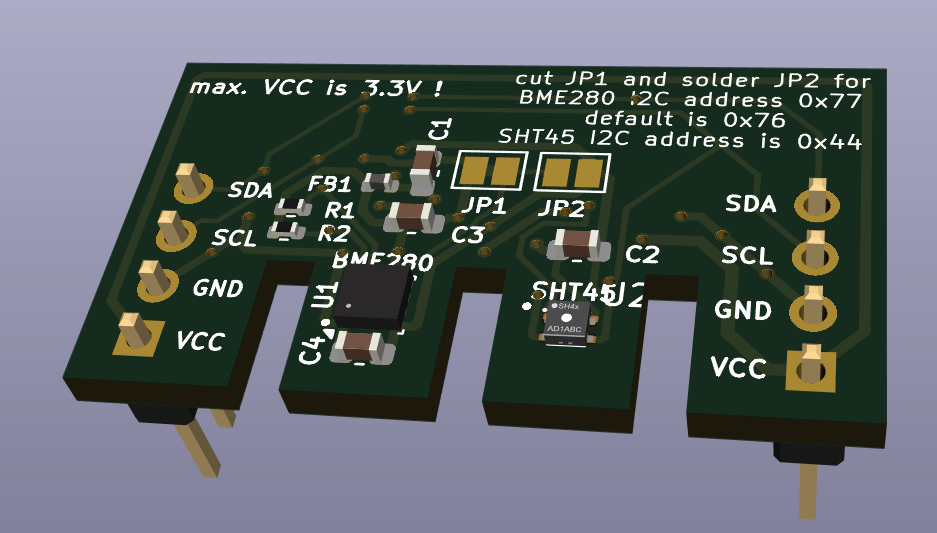 max. VCC is 3.3V !
cut JP1 and solder JP2 for
BME280 I2C address 0x77
default is 0x76
SHT45 I2C address is 0x44
C1
FB1
R1
R2
C3
JP1
JP2
C2
SDA
SCL
GND
VCC
BME280
U1
C4
SHT45
U2
SH4x
AD1ABC
SDA
SCL
GND
VCC